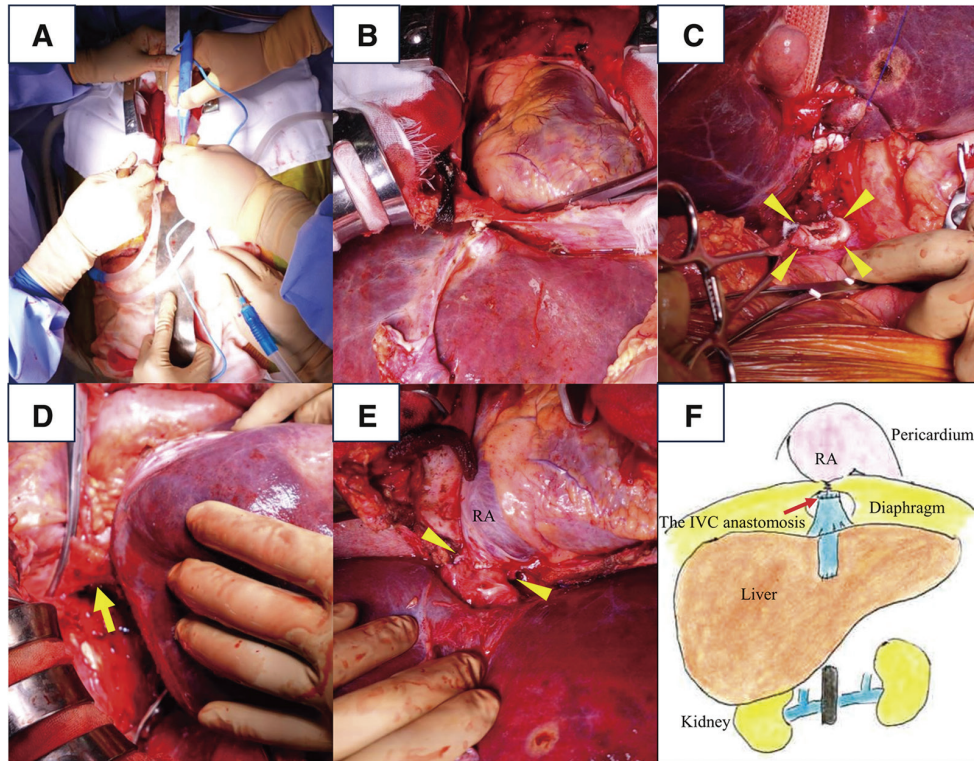 A
B
C
D
E
RA
F
Pericardium
RA
Diaphragm
The IVC anastomosis
Liver
Kidney